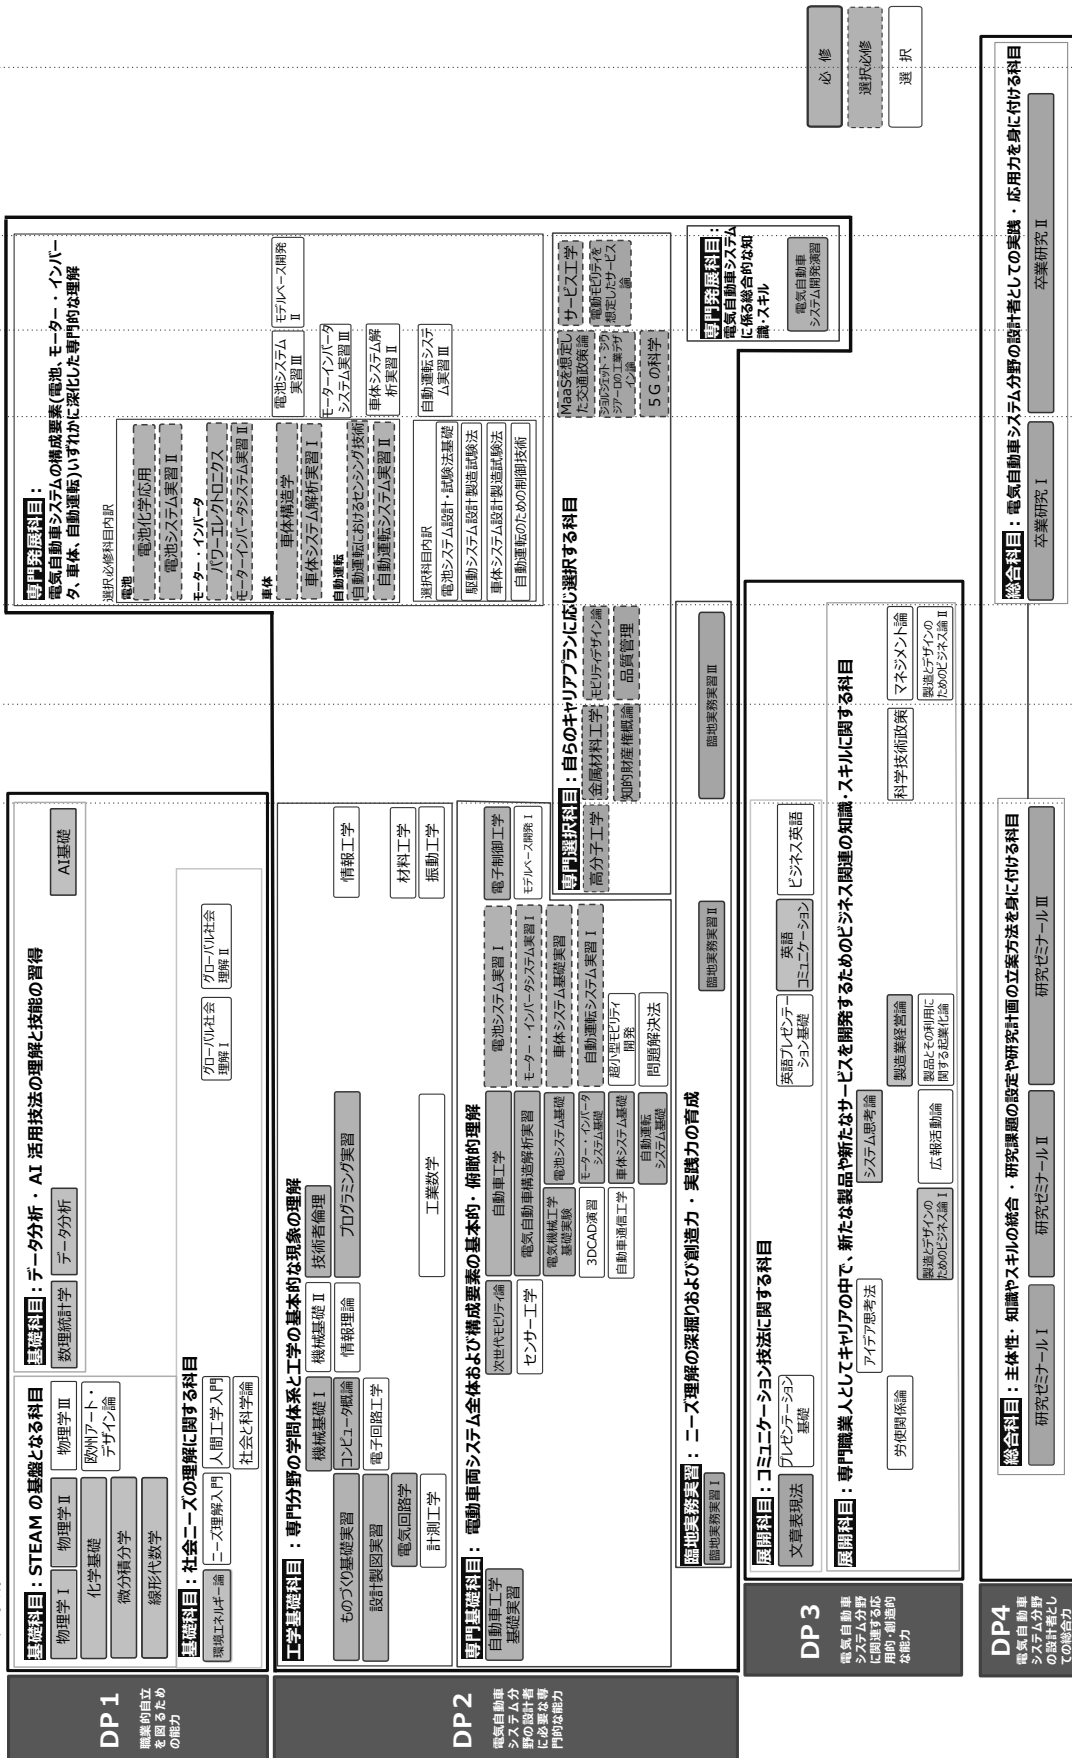 DP1
職業的自立
を図るため
の能力
基礎科目：STEAM の基盤となる科目
物理学 Ⅰ
物理学 Ⅱ
物理学Ⅲ
化学基礎
欧州アート・
デザイン論
微分積分学
線形代数学
基礎科目：データ分析・AI 活用技法の理解と技能の習得
数理統計学
データ分析
AI基礎
基礎科目：社会ニーズの理解に関する科目
環境エネルギー論
ニーズ理解入門
人間工学入門
社会と科学論
グローバル社会
理解 Ⅰ
グローバル社会
理解 Ⅱ
DP2
電気自動車
システム分
野の設計者
に必要な専
門的な能力
工学基礎科目：専門分野の学問体系と工学の基本的な現象の理解
機械基礎 Ⅰ
機械基礎 Ⅱ
技術者倫理
ものづくり基礎実習
コンピュータ概論
情報理論
プログラミング実習
情報工学
設計製図実習
電子回路工学
電気回路学
材料工学
計測工学
工業数学
振動工学
専門基礎科目：電動車両システム全体および構成要素の基本的・俯瞰的理解
自動車工学
基礎実習
次世代モビリティ論
自動車工学
電池システム実習 Ⅰ
電子制御工学
センサー工学
電気自動車構造解析実習
モーター・インバータシステム実習 Ⅰ
モデルベース開発 Ⅰ
電気機械工学
基礎実験
電池システム基礎
車体システム基礎実習
3DCAD演習
モーター・インバータ
システム基礎
自動運転システム実習 Ⅰ
自動車通信工学
車体システム基礎
超小型モビリティ
開発
自動運転
システム基礎
問題解決法
臨地実務実習：ニーズ理解の深掘りおよび創造力・実践力の育成
臨地実務実習 Ⅰ
臨地実務実習Ⅱ
臨地実務実習Ⅲ
専門発展科目：
電気自動車システムの構成要素(電池、モーター・インバー
タ、車体、自動運転)いずれかに深化した専門的な理解
選択必修科目内訳
電池
電池化学応用
電池システム実習 Ⅱ
モーター・インバータ
パワーエレクトロニクス
モーターインバータシステム実習 Ⅱ
車体
車体構造学
車体システム解析実習 Ⅰ
自動運転
自動運転におけるセンシング技術
自動運転システム実習 Ⅱ
電池システム
実習 Ⅲ
モデルベース開発
Ⅱ
モーターインバータ
システム実習 Ⅲ
車体システム解
析実習 Ⅱ
自動運転システ
ム実習 Ⅲ
選択科目内訳
電池システム設計・試験法基礎
駆動システム設計製造試験法
車体システム設計製造試験法
自動運転のための制御技術
専門選択科目：自らのキャリアプランに応じ選択する科目
高分子工学
金属材料工学
モビリティデザイン論
知的財産権概論
品質管理
MaaSを想定し
た交通政策論
サービス工学
ジョルジェット・ジウ
ジアーロの工業デザ
イン論
電動モビリティを
想定したサービス
論
5G の科学
専門発展科目：
電気自動車システム
に係る総合的な知
識・スキル
電気自動車
システム開発演習
DP3
電気自動車
システム分野
に関連する応
用的・創造的
な能力
展開科目：コミュニケーション技法に関する科目
文章表現法
プレゼンテーション
基礎
英語プレゼンテー
ション基礎
英語
コミュニケーション
ビジネス英語
展開科目：専門職業人としてキャリアの中で、新たな製品や新たなサービスを開発するためのビジネス関連の知識・スキルに関する科目
アイデア思考法
システム思考論
労使関係論
製造業経営論
科学技術政策
マネジメント論
製造とデザインの
ためのビジネス論 Ⅰ
広報活動論
製品とその利用に
関する起業化論
製造とデザインの
ためのビジネス論 Ⅱ
必 修
選択必修
選 択
DP4
電気自動車
システム分野
の設計者とし
ての総合力
総合科目：主体性・知識やスキルの統合・研究課題の設定や研究計画の立案方法を身に付ける科目
研究ゼミナール Ⅰ
研究ゼミナール Ⅱ
研究ゼミナール Ⅲ
総合科目：電気自動車システム分野の設計者としての実践・応用力を身に付ける科目
卒業研究 Ⅰ
卒業研究 Ⅱ